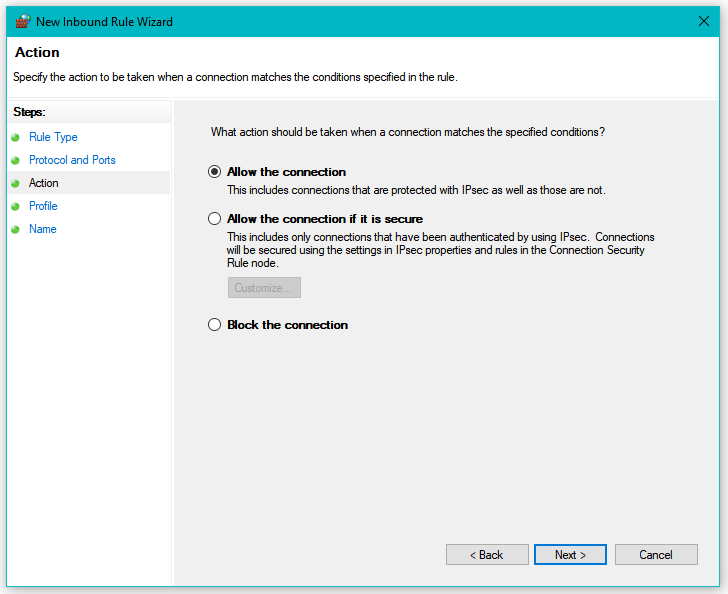 New Inbound Rule Wizard
Action
Specify the action to be taken when a connection matches the conditions specified in the rule.
Steps:
Rule Type
Protocol and Ports
Action
Profile
Name
What action should be taken when a connection matches the specified conditions?
Allow the connection
This includes connections that are protected with IPsec as well as those are not.
Allow the connection if it is secure
This includes only connections that have been authenticated by using IPsec. Connections
will be secured using the settings in IPsec properties and rules in the Connection Security
Rule node.
Customize...
Block the connection
< Back
Next >
Cancel